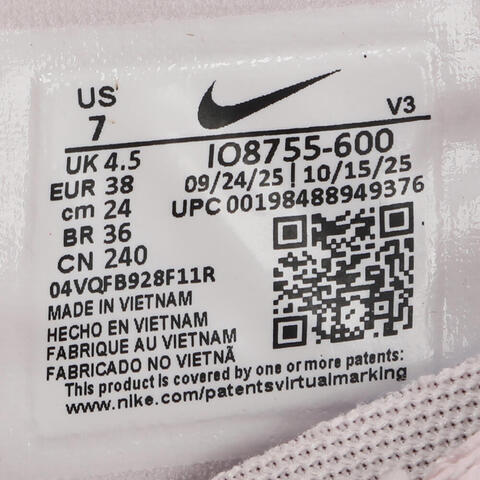 US
7
V3
UK 4.5
EUR 38
cm 24
BR 36
CN 240
IO8755-600
09/24/25 | 10/15/25
UPC 00198488949376
04VQFB928F11R
MADE IN VIETNAM
HECHO EN VIETNAM
FABRIQUE AU VIETNAM
FABRICADO NO VIETNÃ
This product is covered by one or more patents:
www.nike.com/patentsvirtualmarking